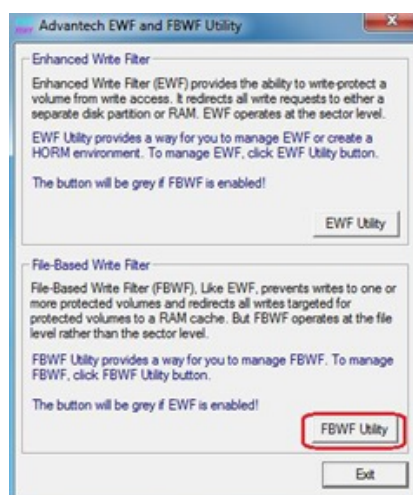 Advantech EWF and FBWF Utility
Enhanced Write Filter
Enhanced Write Filter (EWF) provides the ability to write-protect a
volume from write access. It redirects all write requests to either a
separate disk partition or RAM. EWF operates at the sector level.
EWF Utility provides a way for you to manage EWF or create a
HORM environment. To manage EWF, click EWF Utility button.
The button will be grey if FBWF is enabled!
EWF Utility
File-Based Write Filter
File-Based Write Filter (FBWF), Like EWF, prevents writes to one or
more protected volumes and redirects all writes targeted for
protected volumes to a RAM cache. But FBWF operates at the file
level rather than the sector level.
FBWF Utility provides a way for you to manage FBWF. To manage
FBWF, click FBWF Utility button.
The button will be grey if EWF is enabled!
FBWF Utility
Exit